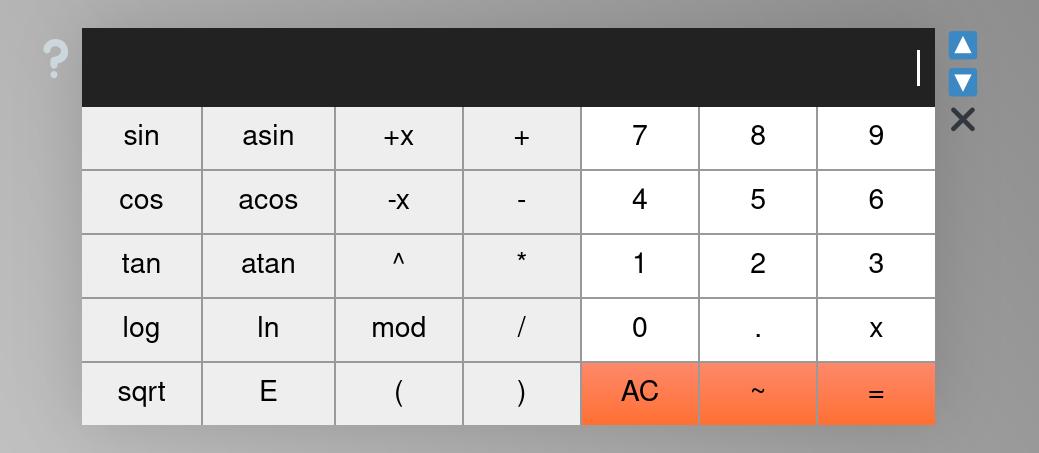 ?
sin asin +x + 7 8 9
cos acos -x - 4 5 6
tan atan ^ * 1 2 3
log ln mod / 0 . x
sqrt E ( ) AC ~ =